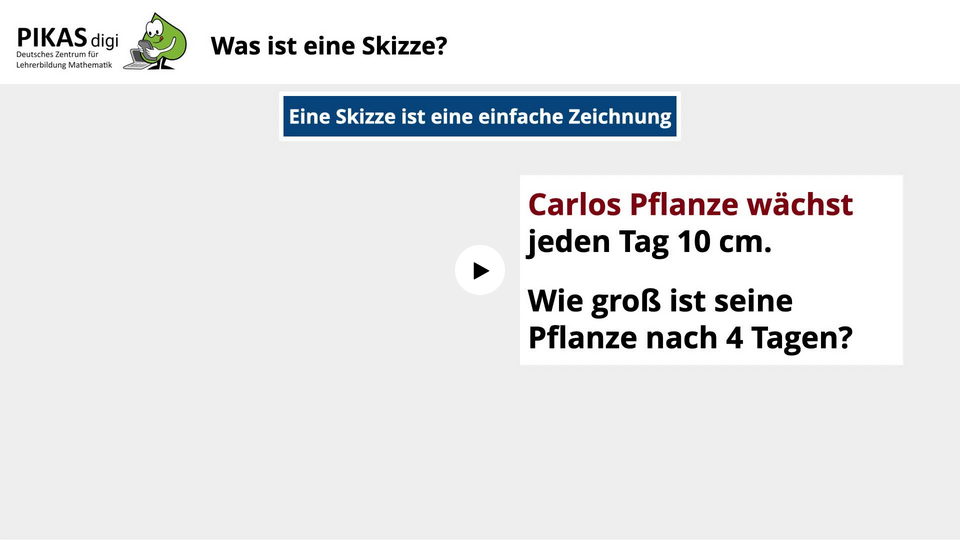 PIKAS digi
Deutsches Zentrum für
Lehrerbildung Mathematik
Was ist eine Skizze?
Eine Skizze ist eine einfache Zeichnung
Carlos Pflanze wächst
jeden Tag 10 cm.
Wie groß ist seine
Pflanze nach 4 Tagen?